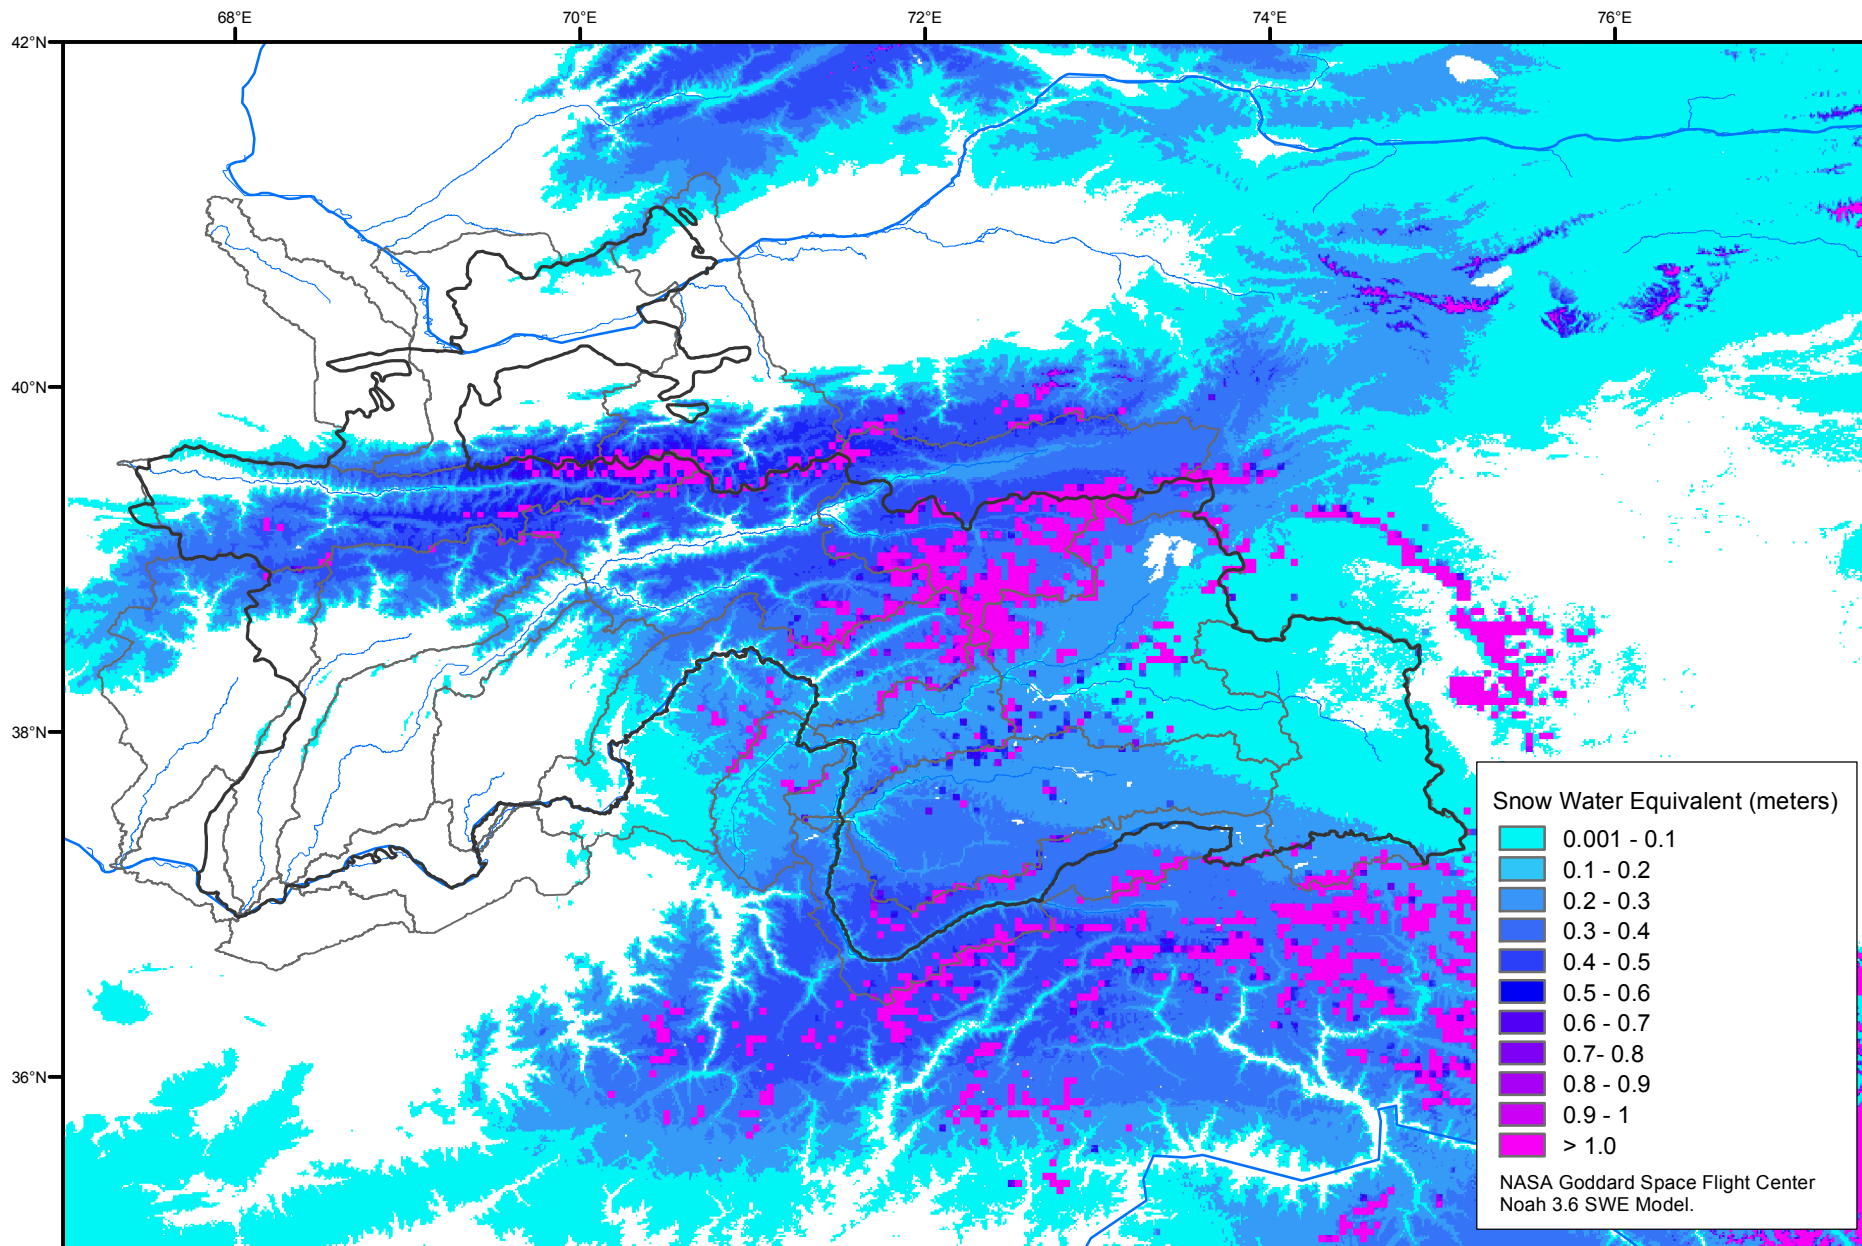 68°E 70°E 72°E 74°E 76°E
42°N
40°N
38°N
36°N
Snow Water Equivalent (meters)
0.001 - 0.1
0.1 - 0.2
0.2 - 0.3
0.3 - 0.4
0.4 - 0.5
0.5 - 0.6
0.6 - 0.7
0.7- 0.8
0.8 - 0.9
0.9 - 1
> 1.0
NASA Goddard Space Flight Center
Noah 3.6 SWE Model.